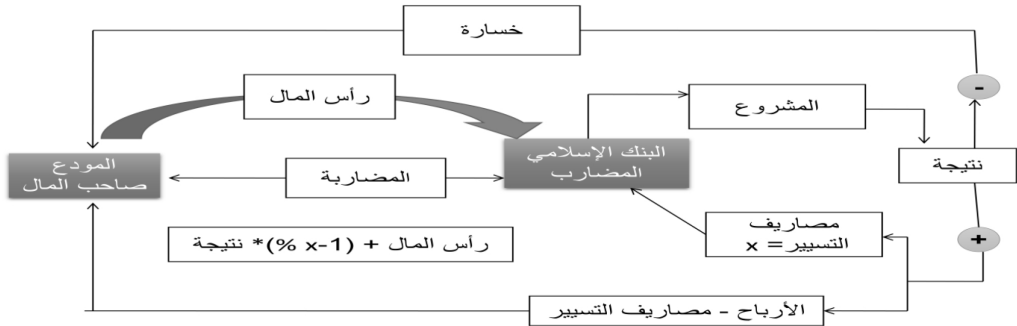 خسارة
رأس المال
المشروع
-
البنك الإسلامي
المضارب
نتيجة
المودع
صاحب المال
المضاربة
مصاريف
التسيير= x
+
رأس المال + (1-x %)* نتيجة
الأرباح - مصاريف التسيير